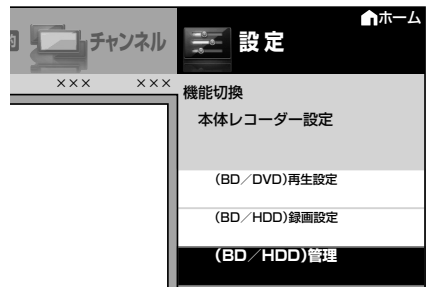 ホーム
チャンネル
設定
××× ×××
機能切換
本体レコーダー設定
(BD／DVD)再生設定
(BD／HDD)録画設定
(BD／HDD)管理